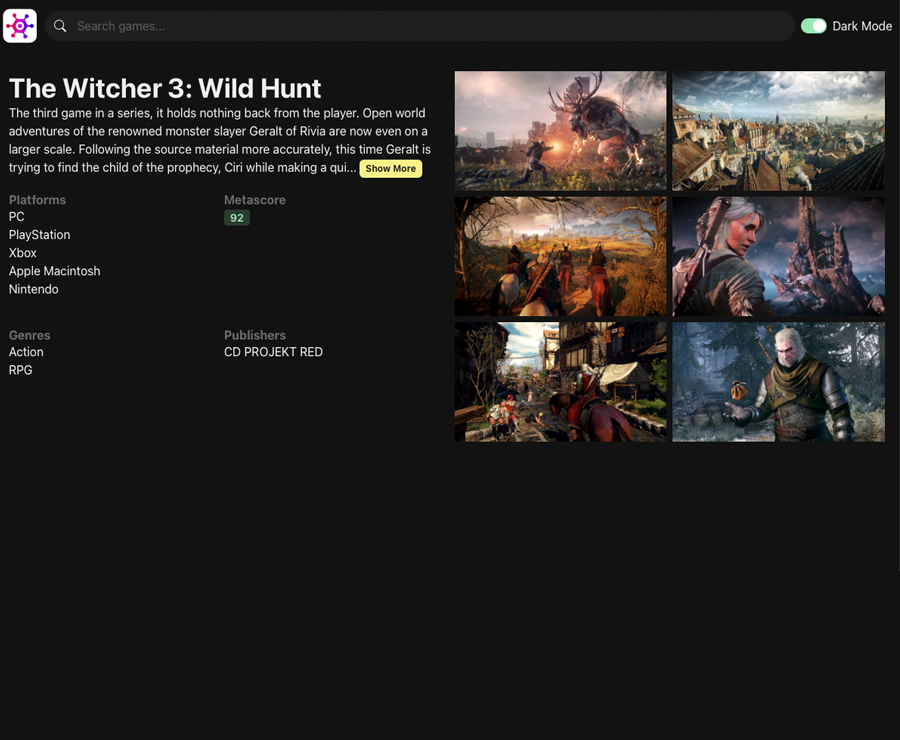 Search games...
Dark Mode
The Witcher 3: Wild Hunt
The third game in a series, it holds nothing back from the player. Open world
adventures of the renowned monster slayer Geralt of Rivia are now even on a
larger scale. Following the source material more accurately, this time Geralt is
trying to find the child of the prophecy, Ciri while making a qui... Show More
Platforms
PC
PlayStation
Xbox
Apple Macintosh
Nintendo
Metascore
92
Genres
Action
RPG
Publishers
CD PROJEKT RED